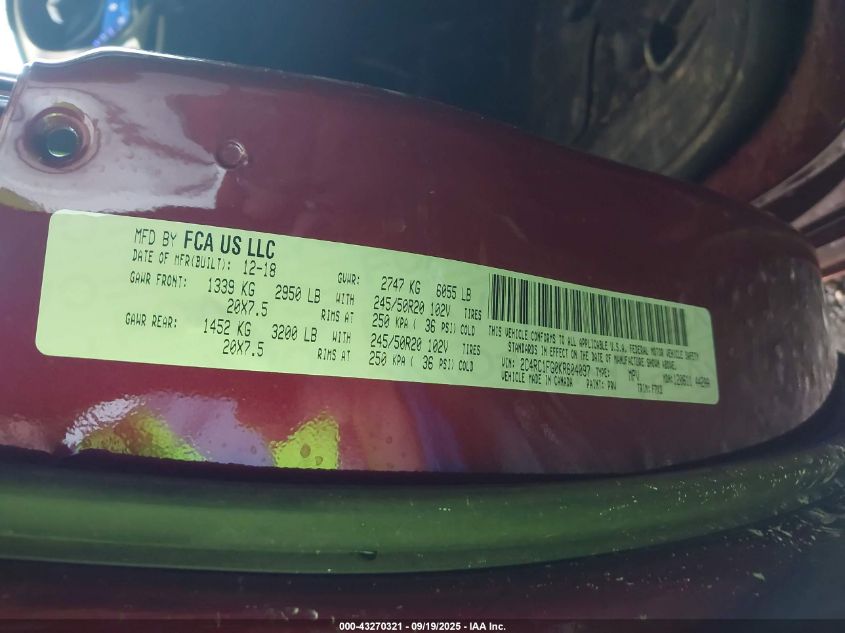 MFD BY FCA US LLC
DATE OF MFR(BUILT): 12-18
GVWR: 2747 KG 6055 LB
GAWR FRONT: 1339 KG 2950 LB WITH 245/50R20 102V TIRES
20X7.5 RIMS AT 250 KPA ( 36 PSI) COLD
GAWR REAR: 1452 KG 3200 LB WITH 245/50R20 102V TIRES
20X7.5 RIMS AT 250 KPA ( 36 PSI) COLD
THIS VEHICLE CONFORMS TO ALL APPLICABLE U.S.A. FEDERAL MOTOR VEHICLE SAFETY
STANDARDS IN EFFECT ON THE DATE OF MANUFACTURE SHOWN ABOVE.
VIN: 2C4RC1FG0KR604097 TYPE: MPV
VEHICLE MADE IN CANADA PAINT: PRV TRIM:
000-43270321 - 09/19/2025 - IAA Inc.